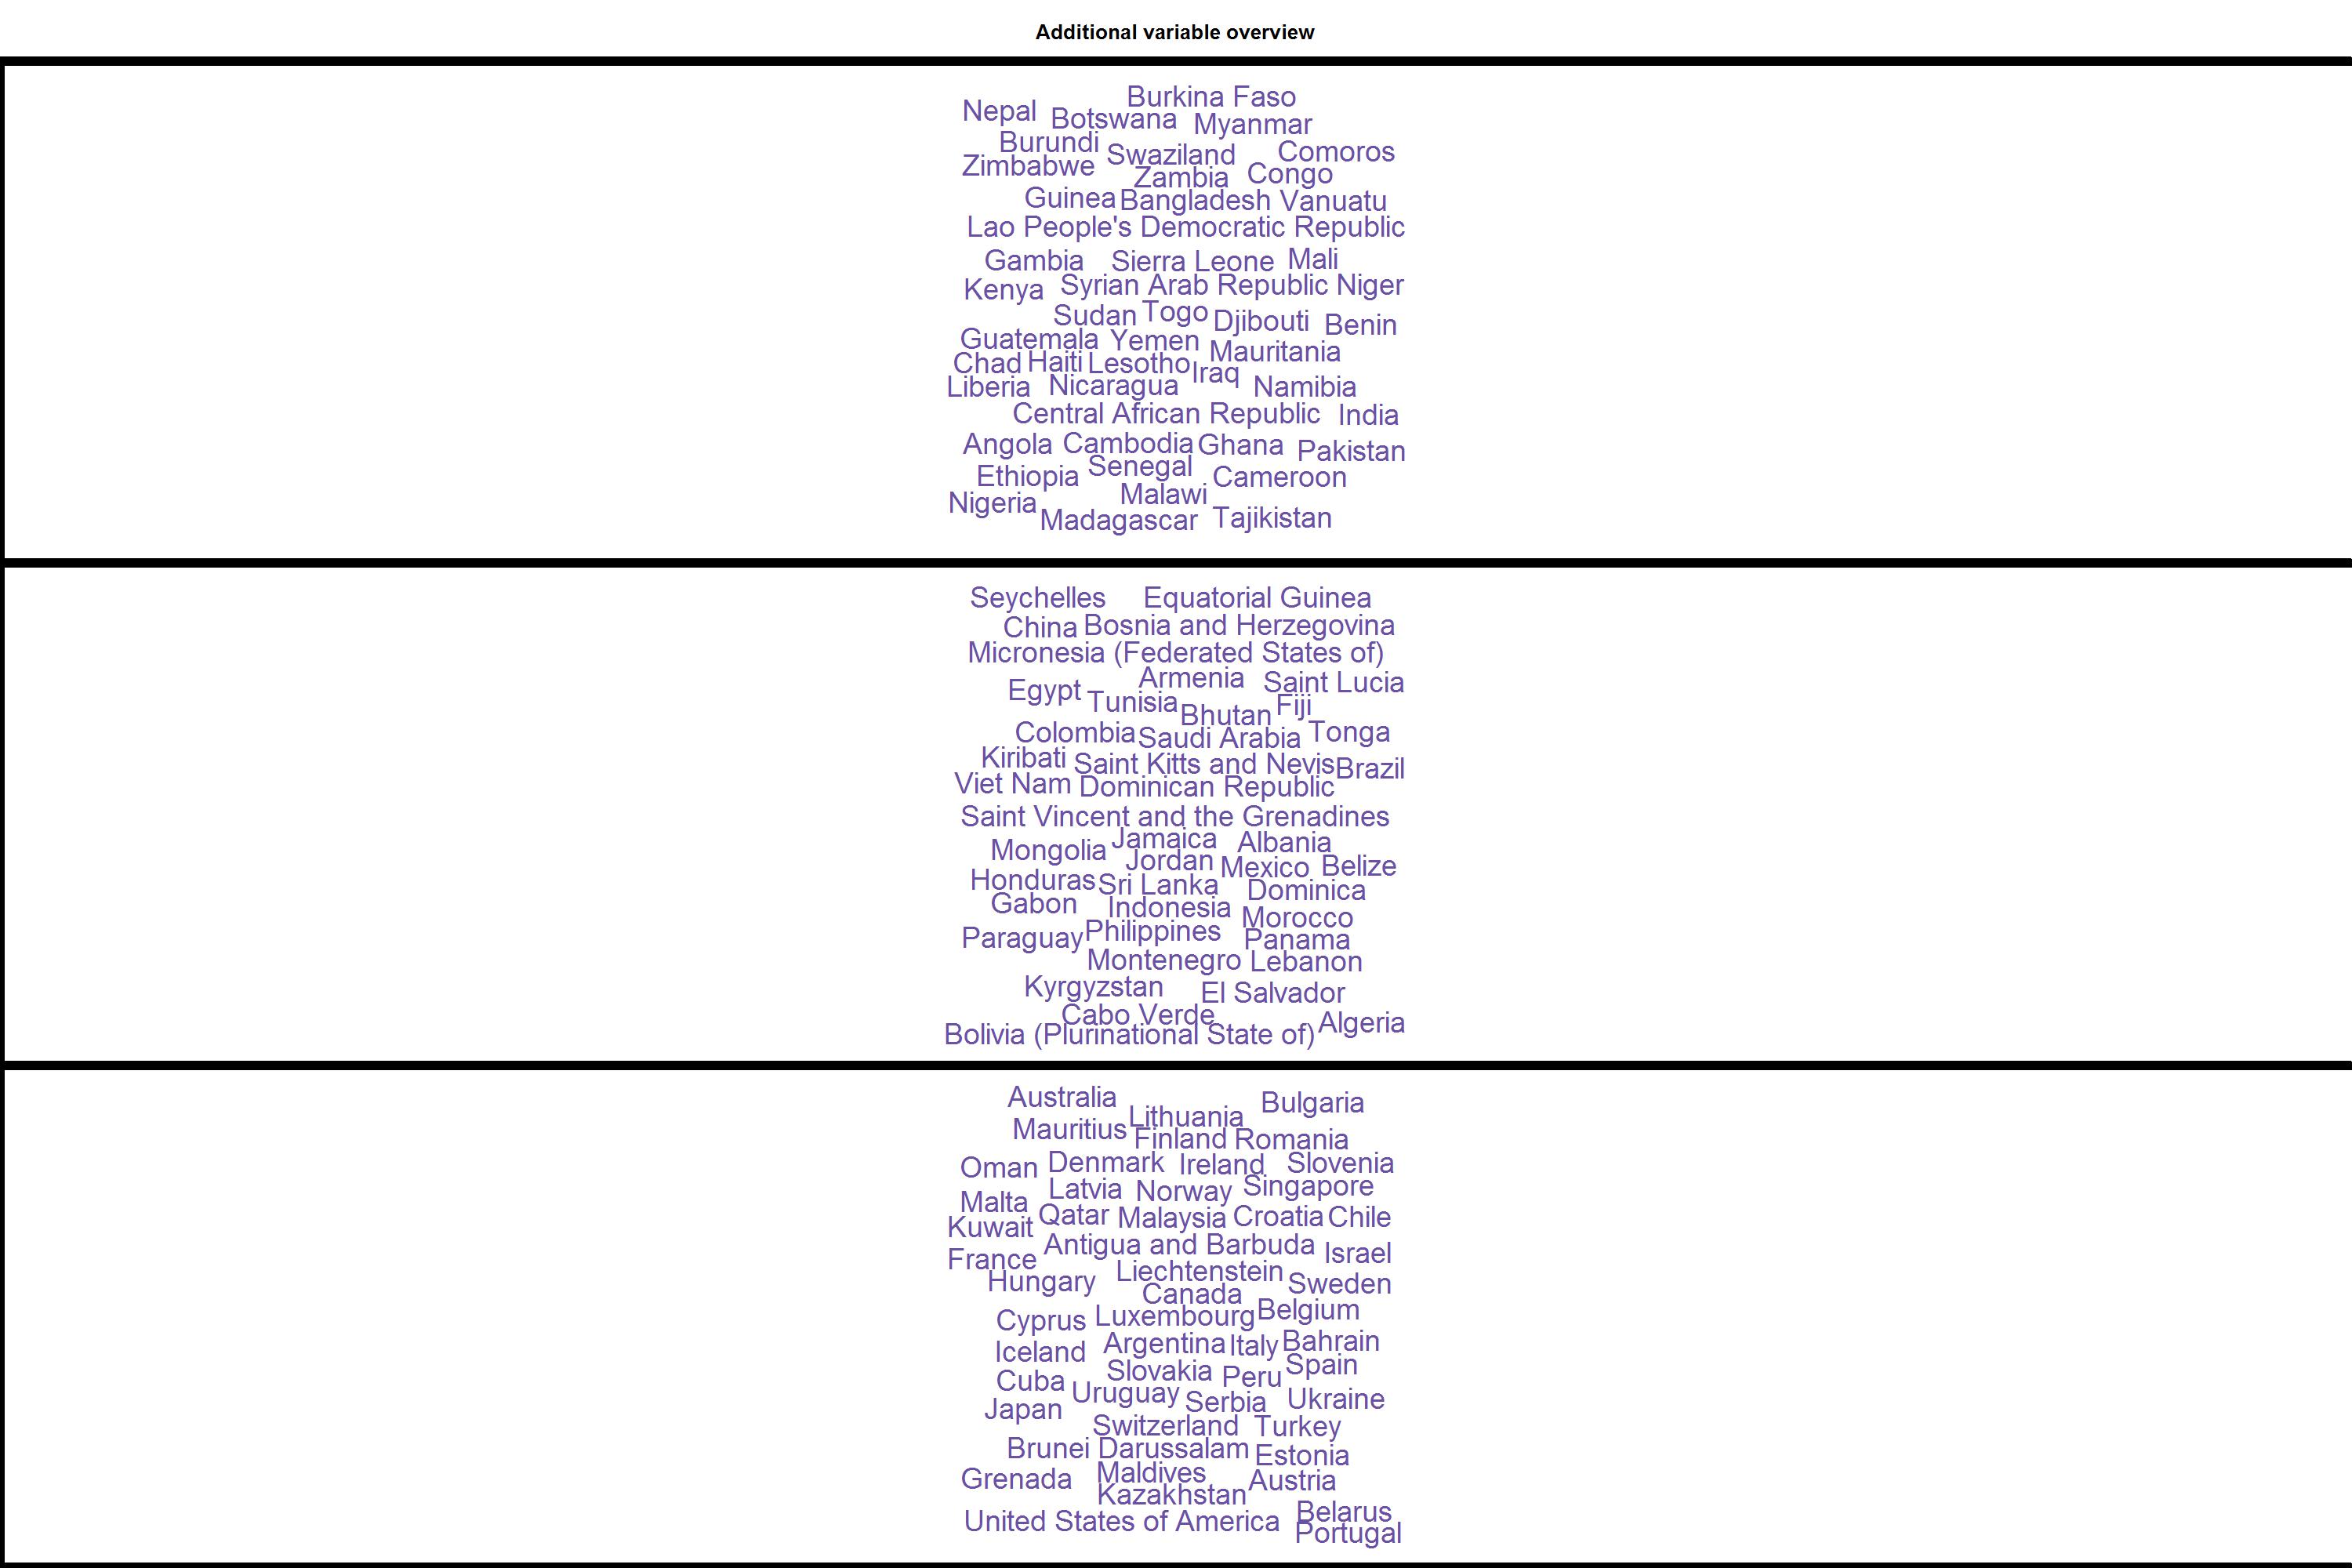 Additional variable overview
Burkina Faso
Nepal Botswana Myanmar
Burundi Swaziland Comoros
Zimbabwe Zambia Congo
Guinea Bangladesh Vanuatu
Lao People's Democratic Republic
Gambia Sierra Leone Mali
Kenya Syrian Arab Republic Niger
Sudan Togo Djibouti Benin
Guatemala Yemen Mauritania
Chad Haiti Lesotho Iraq
Liberia Nicaragua Namibia
Central African Republic India
Angola Cambodia Ghana Pakistan
Ethiopia Senegal Cameroon
Nigeria Malawi
Madagascar Tajikistan
Seychelles Equatorial Guinea
China Bosnia and Herzegovina
Micronesia (Federated States of)
Armenia Saint Lucia
Egypt Tunisia Bhutan Fiji
Colombia Saudi Arabia Tonga
Kiribati Saint Kitts and Nevis Brazil
Viet Nam Dominican Republic
Saint Vincent and the Grenadines
Mongolia Jamaica Albania
Jordan Mexico Belize
Honduras Sri Lanka Dominica
Gabon Indonesia Morocco
Paraguay Philippines Panama
Montenegro Lebanon
Kyrgyzstan El Salvador
Cabo Verde Algeria
Bolivia (Plurinational State of)
Australia Lithuania Bulgaria
Mauritius Finland Romania
Oman Denmark Ireland Slovenia
Malta Latvia Norway Singapore
Kuwait Qatar Malaysia Croatia Chile
France Antigua and Barbuda Israel
Hungary Liechtenstein Sweden
Canada
Cyprus Luxembourg Belgium
Iceland Argentina Italy Bahrain
Cuba Slovakia Peru Spain
Japan Uruguay Serbia Ukraine
Switzerland Turkey
Brunei Darussalam Estonia
Grenada Maldives Austria
Kazakhstan
United States of America Belarus
Portugal